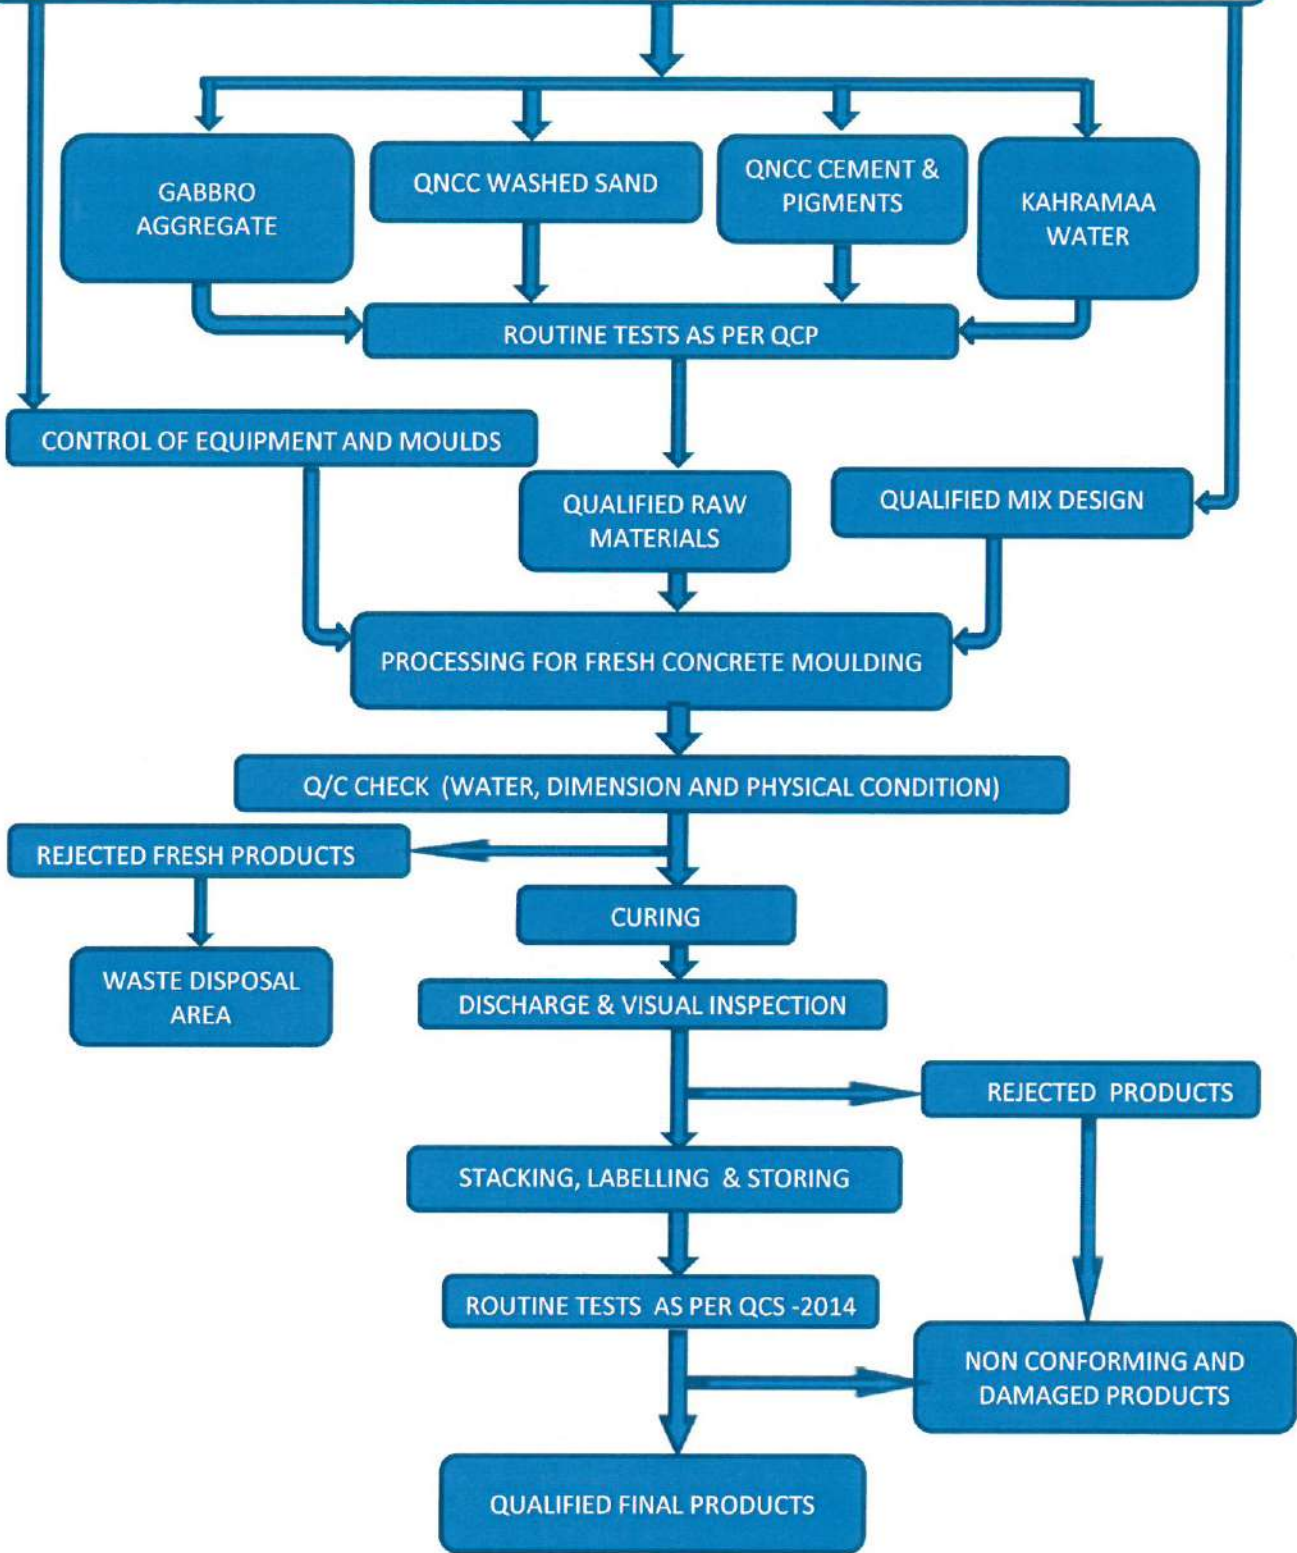 GABBRO
AGGREGATE
QNCC WASHED SAND
QNCC CEMENT &
PIGMENTS
KAHRAMAA
WATER
ROUTINE TESTS AS PER QCP
CONTROL OF EQUIPMENT AND MOULDS
QUALIFIED RAW
MATERIALS
QUALIFIED MIX DESIGN
PROCESSING FOR FRESH CONCRETE MOULDING
Q/C CHECK (WATER, DIMENSION AND PHYSICAL CONDITION)
REJECTED FRESH PRODUCTS
CURING
WASTE DISPOSAL
AREA
DISCHARGE & VISUAL INSPECTION
REJECTED PRODUCTS
STACKING, LABELLING & STORING
ROUTINE TESTS AS PER QCS -2014
NON CONFORMING AND
DAMAGED PRODUCTS
QUALIFIED FINAL PRODUCTS